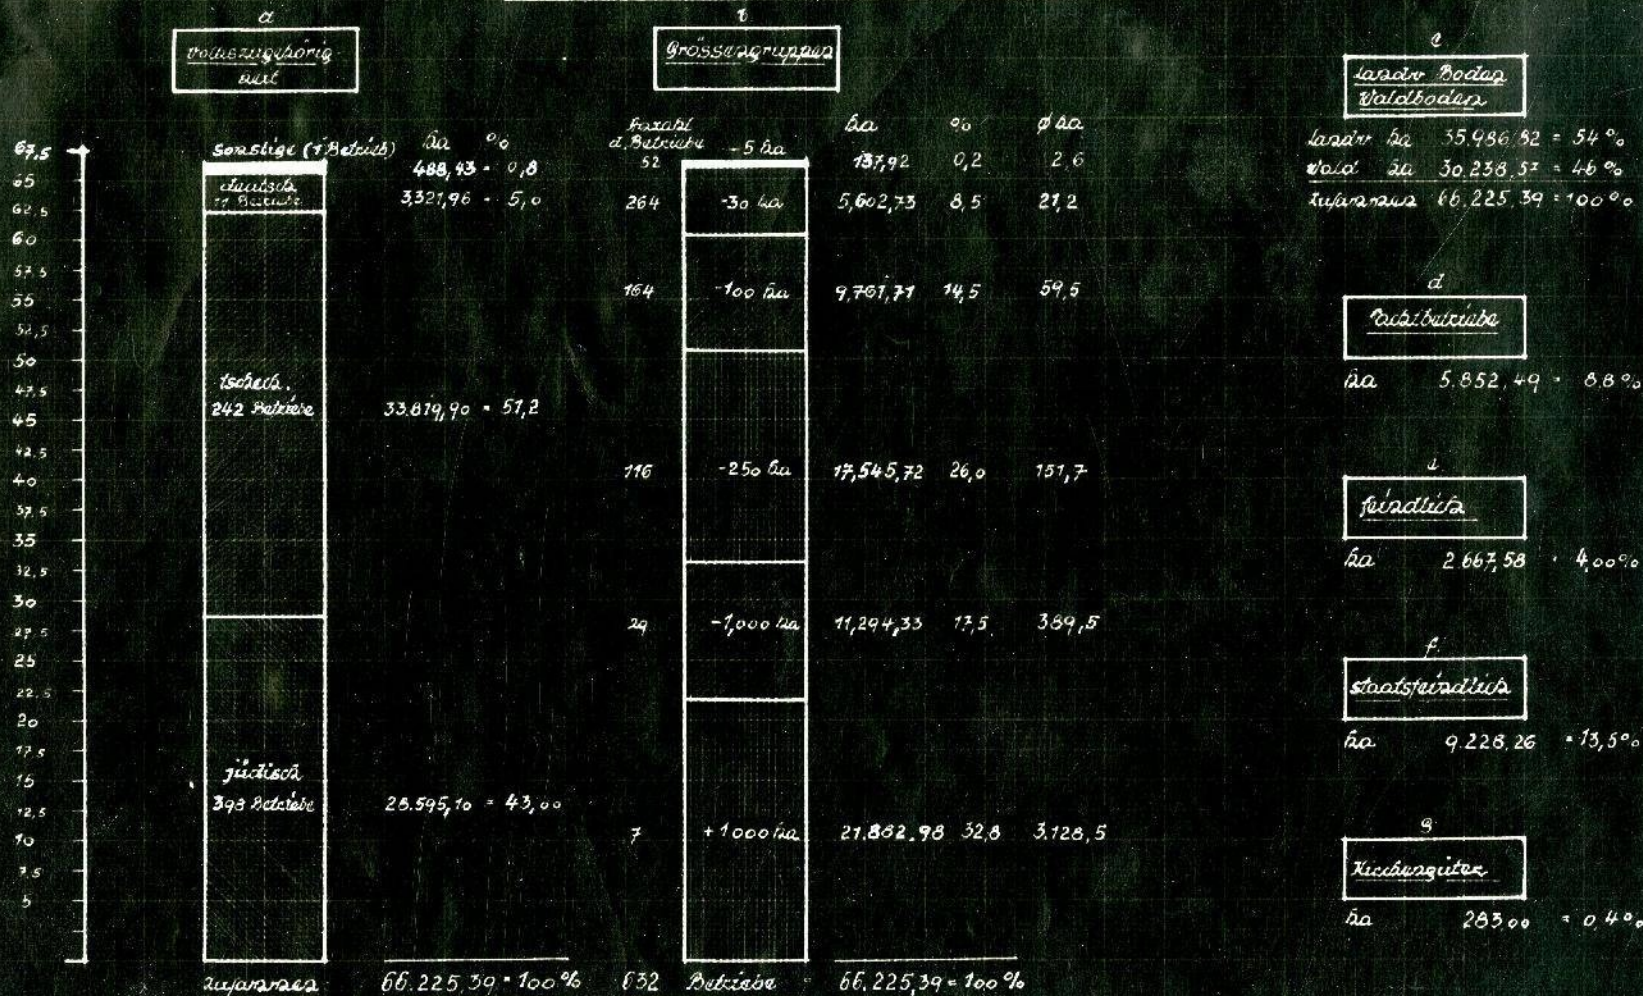 a
Volkszugehörig-
keit
67,5
65
62,5
60
57,5
55
52,5
50
47,5
45
42,5
40
37,5
35
32,5
30
27,5
25
22,5
20
17,5
15
12,5
10
7,5
5
sonstige (1 Betrieb) ha %
488,43 = 0,8
deutsch
11 Betriebe 3,321,96 = 5,0
tschech.
242 Betriebe 33.819,90 = 51,2
jüdisch
393 Betriebe 28.595,10 = 43,00
zusammen 66.225,39 = 100 %
b
Grössengruppen
Anzahl
d. Betriebe ha % Ø ha
52 -5 ha 137,92 0,2 2,6
264 -30 ha 5,602,73 8,5 21,2
164 -100 ha 9,761,71 14,5 59,5
116 -250 ha 17,545,72 26,0 151,7
29 -1,000 ha 11,294,33 17,5 389,5
7 +1000 ha 21.882.98 32,8 3.128,5
632 Betriebe 66.225,39 = 100 %
c
Landw Boden
Waldboden
Landw ha 35.986,82 = 54 %
Wald ha 30.238,57 = 46 %
zusammen 66.225,39 = 100 %
d
Pachtbetriebe
ha 5.852,49 = 8,8 %
e
feindlich
ha 2.667,58 = 4,00 %
f.
staatsfeindlich
ha 9.228,26 = 13,5 %
g
Kirchengüter
ha 283,00 = 0,4 %